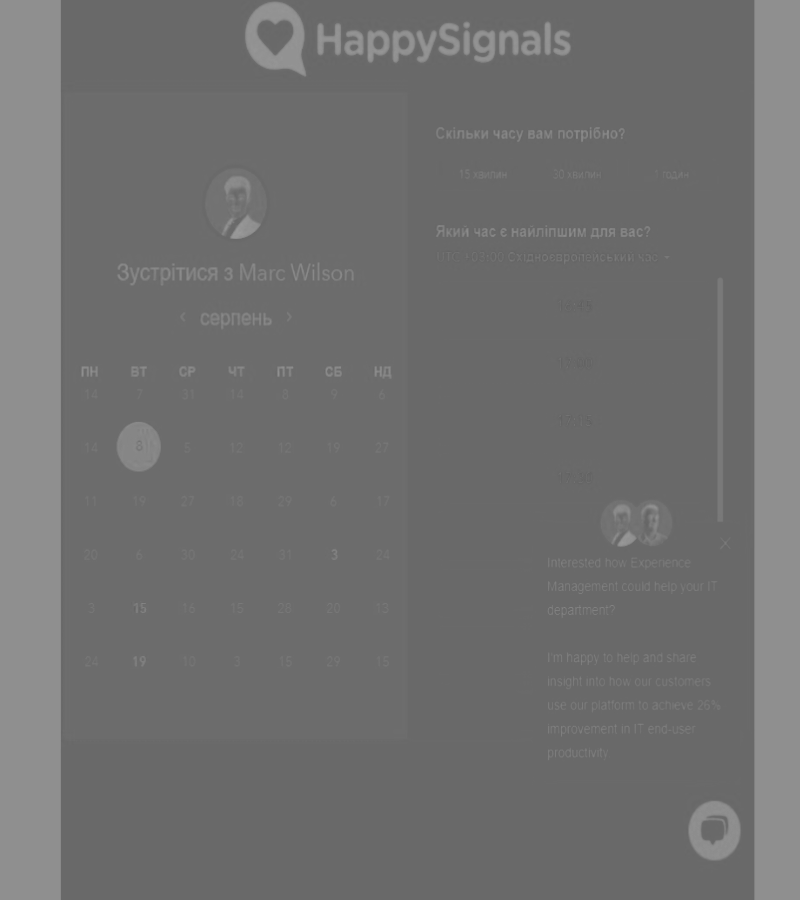 HappySignals
Зустрітися з Marc Wilson
серпень
ПН ВТ СР ЧТ ПТ СБ НД
14 7 31 14 8 9 6
14 8 5 12 12 19 27
11 19 27 18 29 6 17
20 6 30 24 31 3 24
3 15 16 15 28 20 13
24 19 10 3 15 29 15
Скільки часу вам потрібно?
15 хвилин 30 хвилин 1 годин
Який час є найліпшим для вас?
Східноєвропейський час
Interested how Experience
Management could help your IT
department?
I'm happy to help and share
insight into how our customers
use our platform to achieve 26%
improvement in IT end-user
productivity